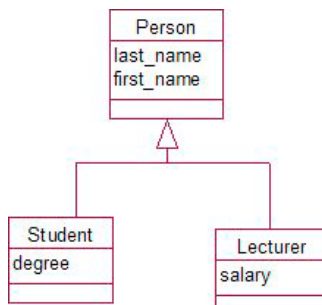 Person
last_name
first_name
Student
degree
Lecturer
salary